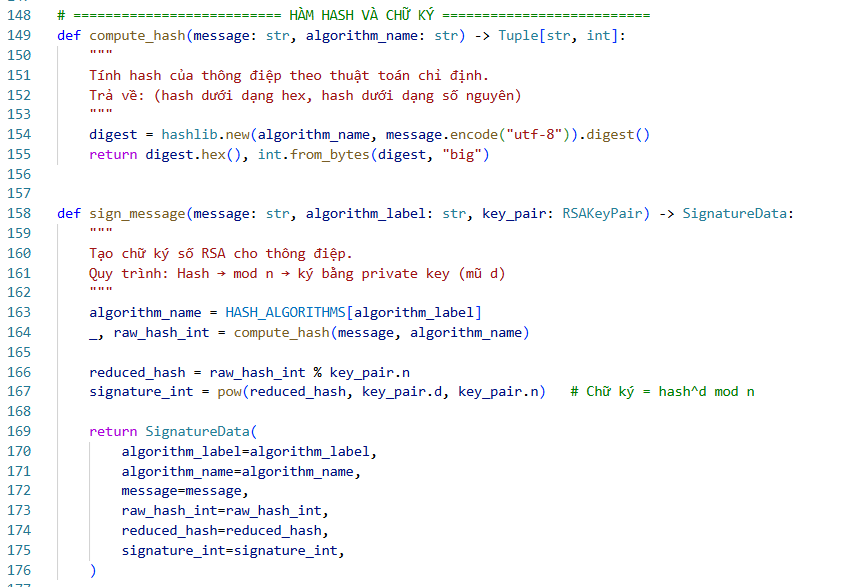 148 # ========================== HÀM HASH VÀ CHỮ KÝ ==========================
149 def compute_hash(message: str, algorithm_name: str) -> Tuple[str, int]:
150     """
151     Tính hash của thông điệp theo thuật toán chỉ định.
152     Trả về: (hash dưới dạng hex, hash dưới dạng số nguyên)
153     """
154     digest = hashlib.new(algorithm_name, message.encode("utf-8")).digest()
155     return digest.hex(), int.from_bytes(digest, "big")
156
157
158 def sign_message(message: str, algorithm_label: str, key_pair: RSAKeyPair) -> SignatureData:
159     """
160     Tạo chữ ký số RSA cho thông điệp.
161     Quy trình: Hash → mod n → ký bằng private key (mũ d)
162     """
163     algorithm_name = HASH_ALGORITHMS[algorithm_label]
164     _, raw_hash_int = compute_hash(message, algorithm_name)
165
166     reduced_hash = raw_hash_int % key_pair.n
167     signature_int = pow(reduced_hash, key_pair.d, key_pair.n)   # Chữ ký = hash^d mod n
168
169     return SignatureData(
170         algorithm_label=algorithm_label,
171         algorithm_name=algorithm_name,
172         message=message,
173         raw_hash_int=raw_hash_int,
174         reduced_hash=reduced_hash,
175         signature_int=signature_int,
176     )